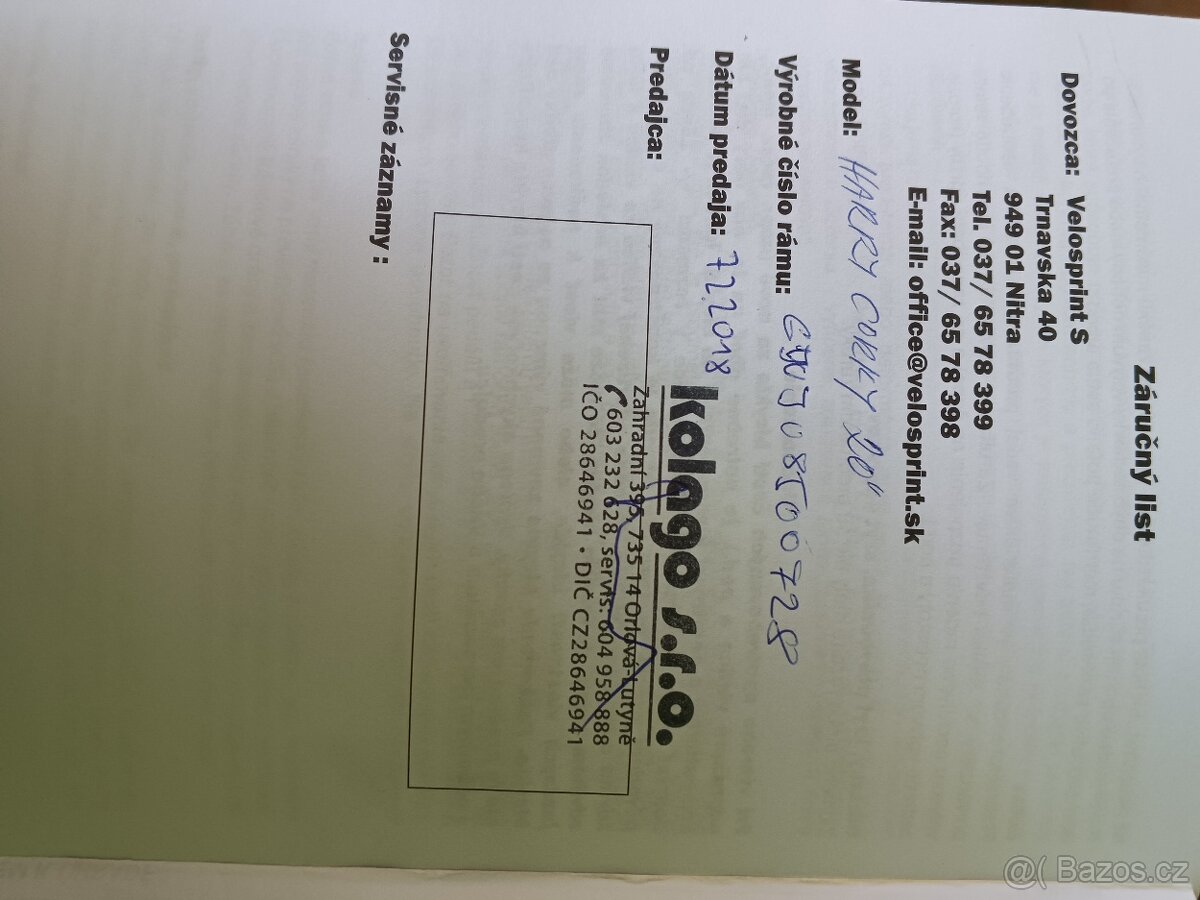 Záručný list
Dovozca: Velosprint S
Trnavska 40
949 01 Nitra
Tel. 037/ 65 78 399
Fax: 037/ 65 78 398
E-mail: office@velosprint.sk
Model: HARRY CORKY 20"
Výrobné číslo rámu:
Dátum predaja: 7.2.2018
Predajca:
kolago s.r.o.
Zahradní 395, 735 14 Orlová-Lutyně
603 232 628, servis: 604 958 888
IČO 28646941 • DIČ CZ28646941
Servisné záznamy :
@( Bazos.cz